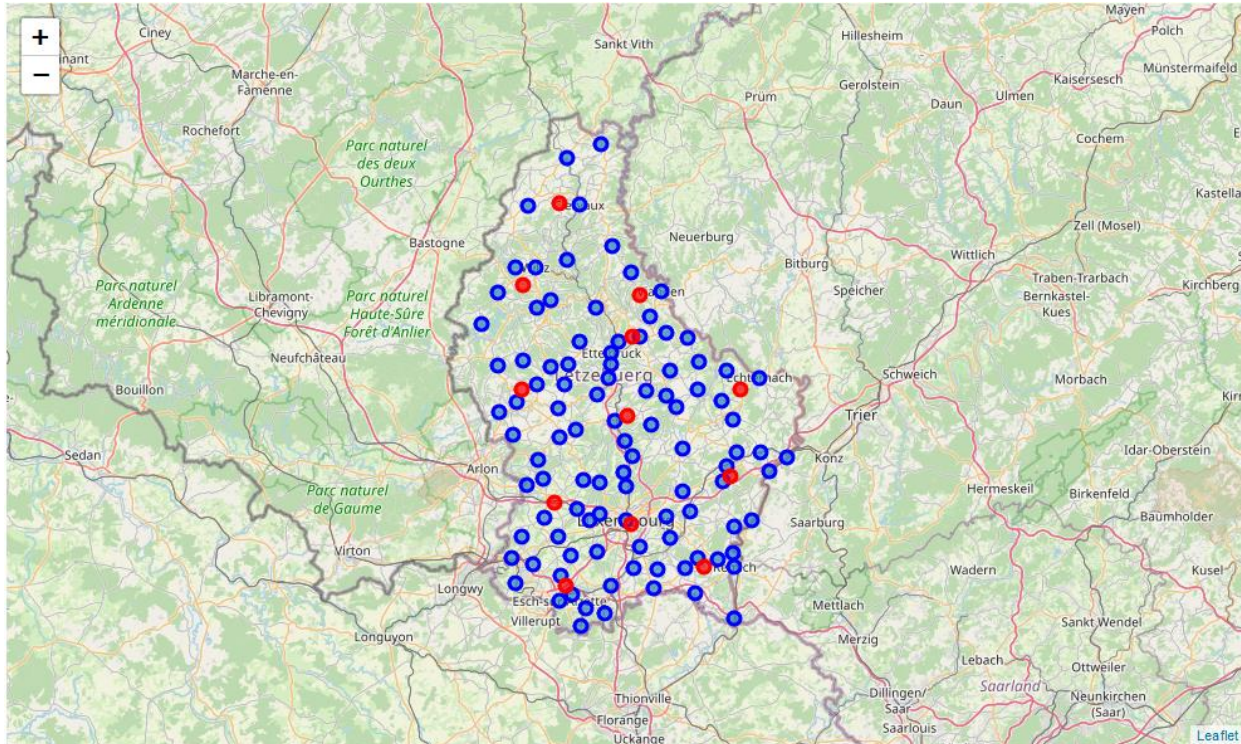 +
−
Ciney
Marche-en-
Famenne
Rochefort
Parc naturel
des deux
Ourthes
Bastogne
Sankt Vith
Hillesheim
Mayen
Polch
Kaisersesch
Münstermaifeld
Gerolstein
Prüm
Daun
Ulmen
Cochem
Neuerburg
Bitburg
Wittlich
Zell (Mosel)
Speicher
Traben-Trarbach
Bernkastel-
Kues
Kirchberg
Parc naturel
Ardenne
méridionale
Libramont-
Chevigny
Parc naturel
Haute-Sûre
Forêt d'Anlier
Neufchâteau
Bouillon
Schweich
Morbach
Trier
Sedan
Arlon
Konz
Idar-Oberstein
Parc naturel
de Gaume
Hermeskeil
Birkenfeld
Baumholder
Saarburg
Virton
Longwy
Wadern
Kusel
Villerupt
Longuyon
Mettlach
Merzig
Sankt Wendel
Lebach
Ottweiler
Thionville
Saarland
Dillingen/
Saar
Neunkirchen
(Saar)
Florange
Saarlouis
Uckange
Leaflet